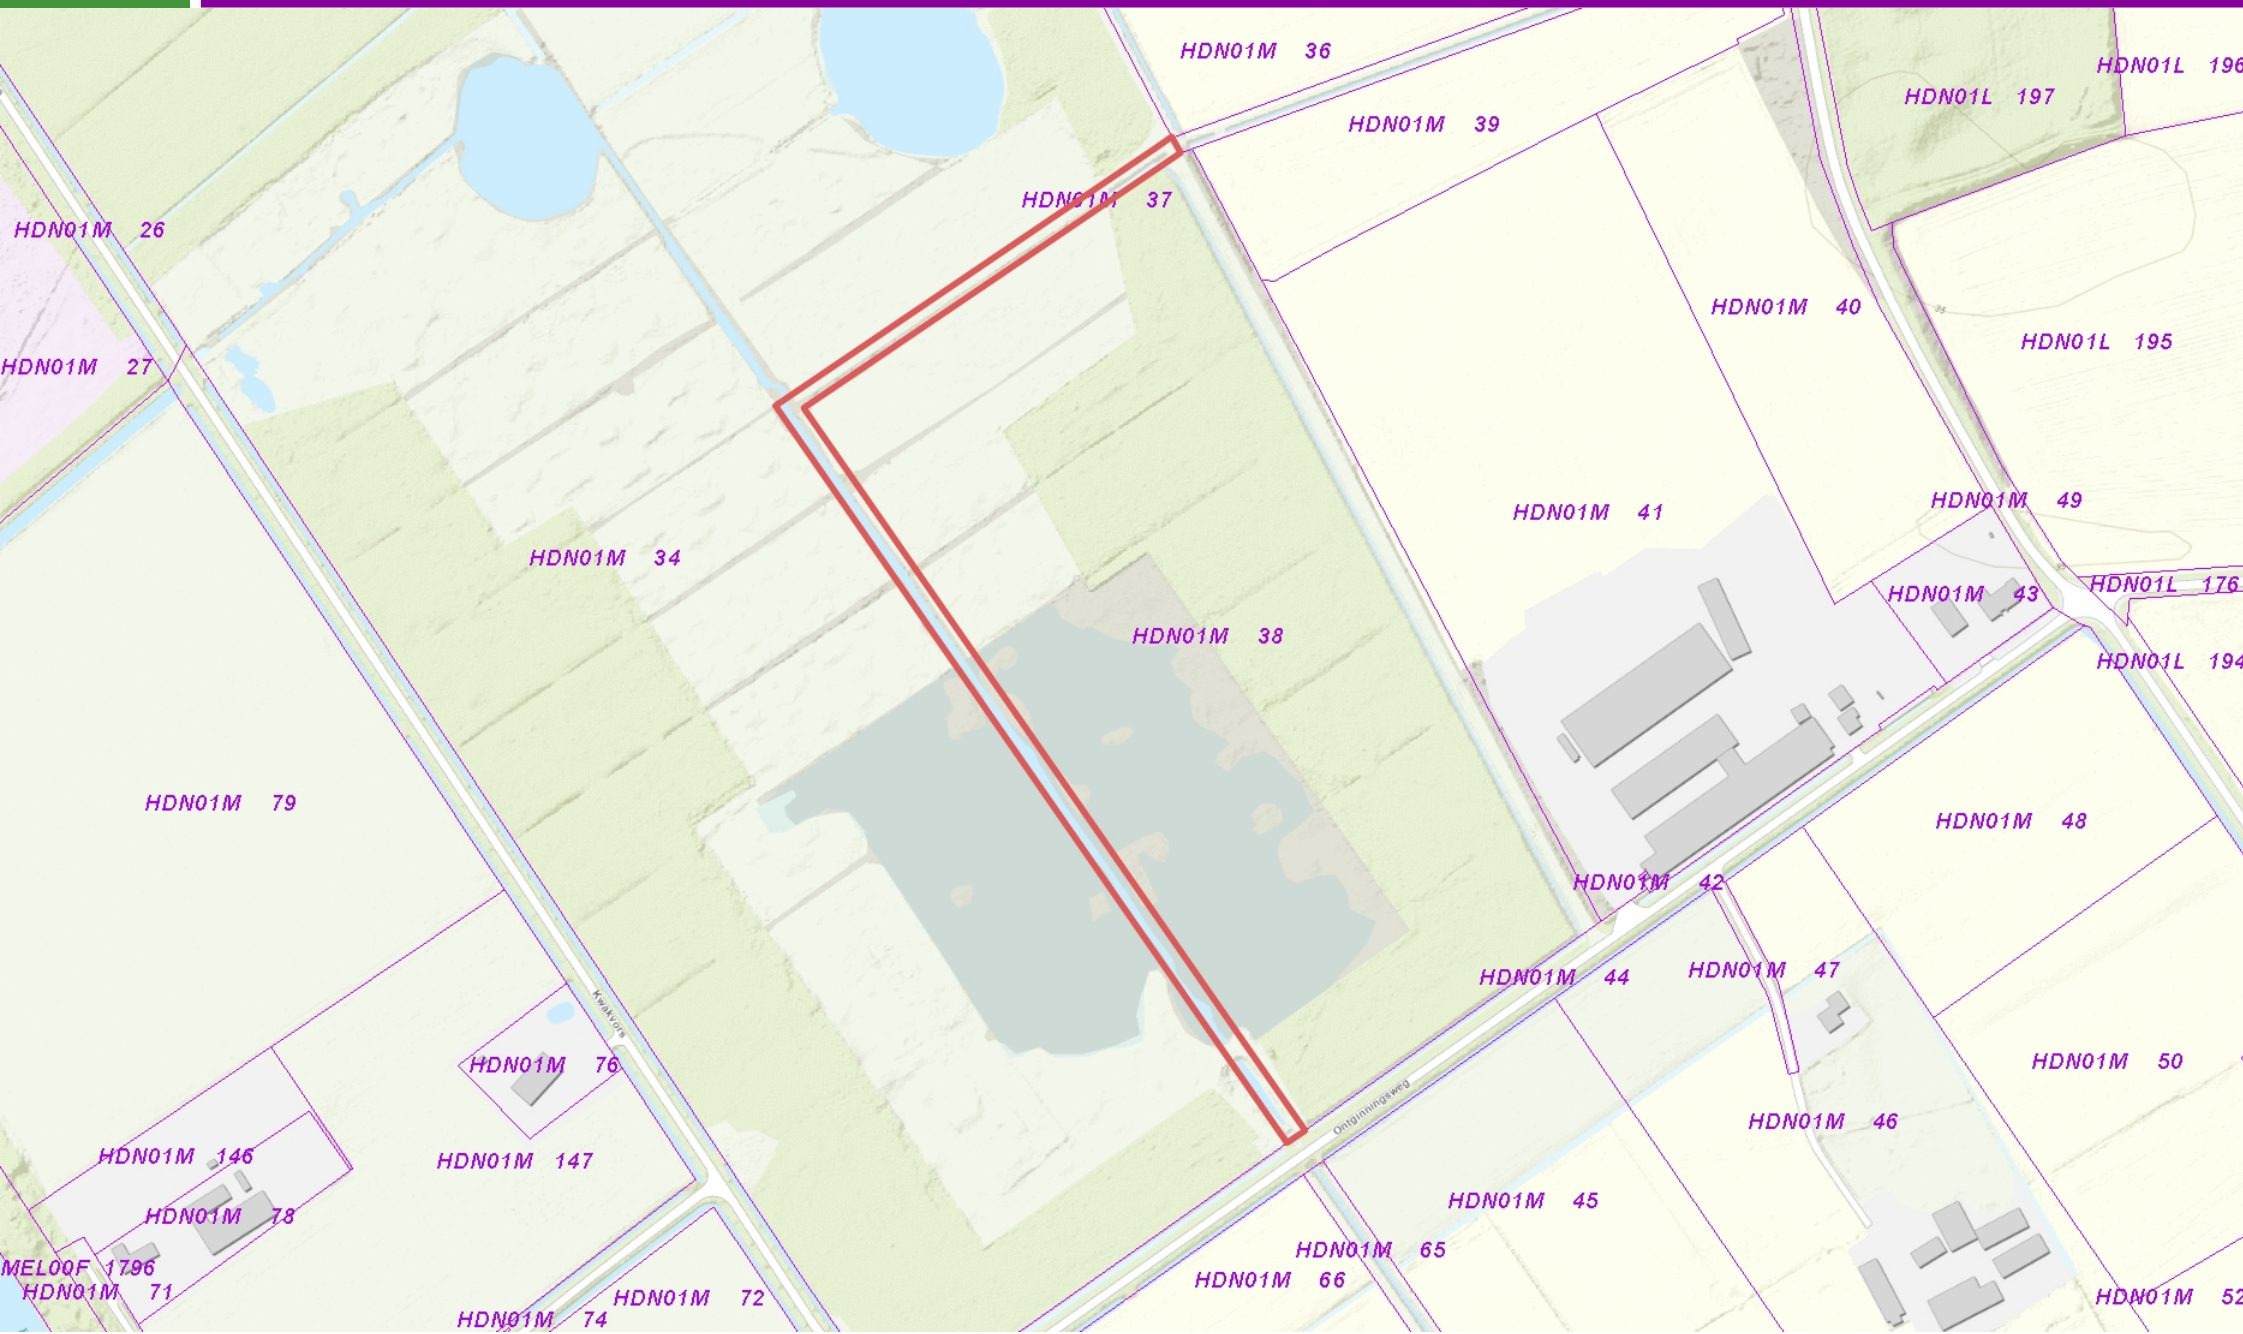 HDN01M 36
HDN01L 196
HDN01L 197
HDN01M 39
HDN01M 37
HDN01M 26
HDN01M 40
35
HDN01L 195
HDN01M 27
HDN01M 49
HDN01M 41
HDN01M 34
35
HDN01L 176
HDN01M 43
HDN01M 38
HDN01L 194
HDN01M 79
HDN01M 48
HDN01M 42
HDN01M 47
HDN01M 44
Kwakvors
HDN01M 76
HDN01M 50
Ontginningsweg
HDN01M 46
HDN01M 146
HDN01M 147
HDN01M 45
HDN01M 78
HDN01M 65
MEL00F 1796
HDN01M 66
HDN01M 71
HDN01M 72
HDN01M 52
HDN01M 74